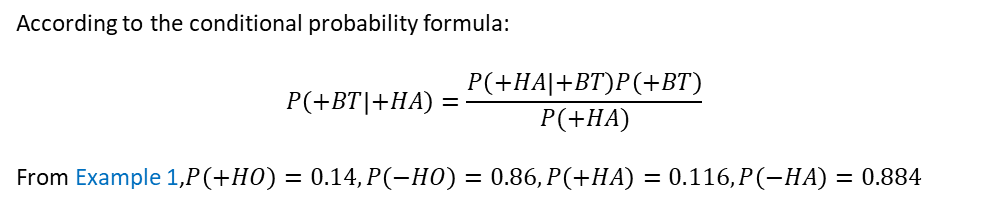 According to the conditional probability formula:
P(+BT|+HA) = P(+HA|+BT)P(+BT) / P(+HA)
From Example 1,P(+HO) = 0.14, P(−HO) = 0.86, P(+HA) = 0.116, P(−HA) = 0.884